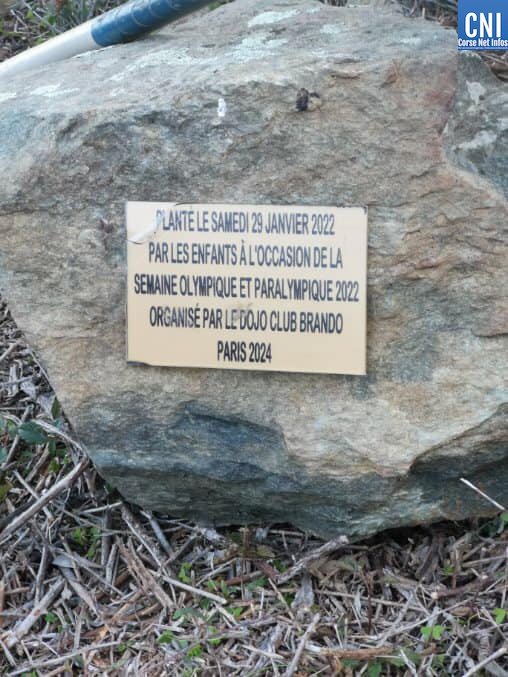 CNI
Corse Net Infos
PLANTE LE SAMEDI 29 JANVIER 2022
PAR LES ENFANTS À L'OCCASION DE LA
SEMAINE OLYMPIQUE ET PARALYMPIQUE 2022
ORGANISÉ PAR LE DOJO CLUB BRANDO
PARIS 2024